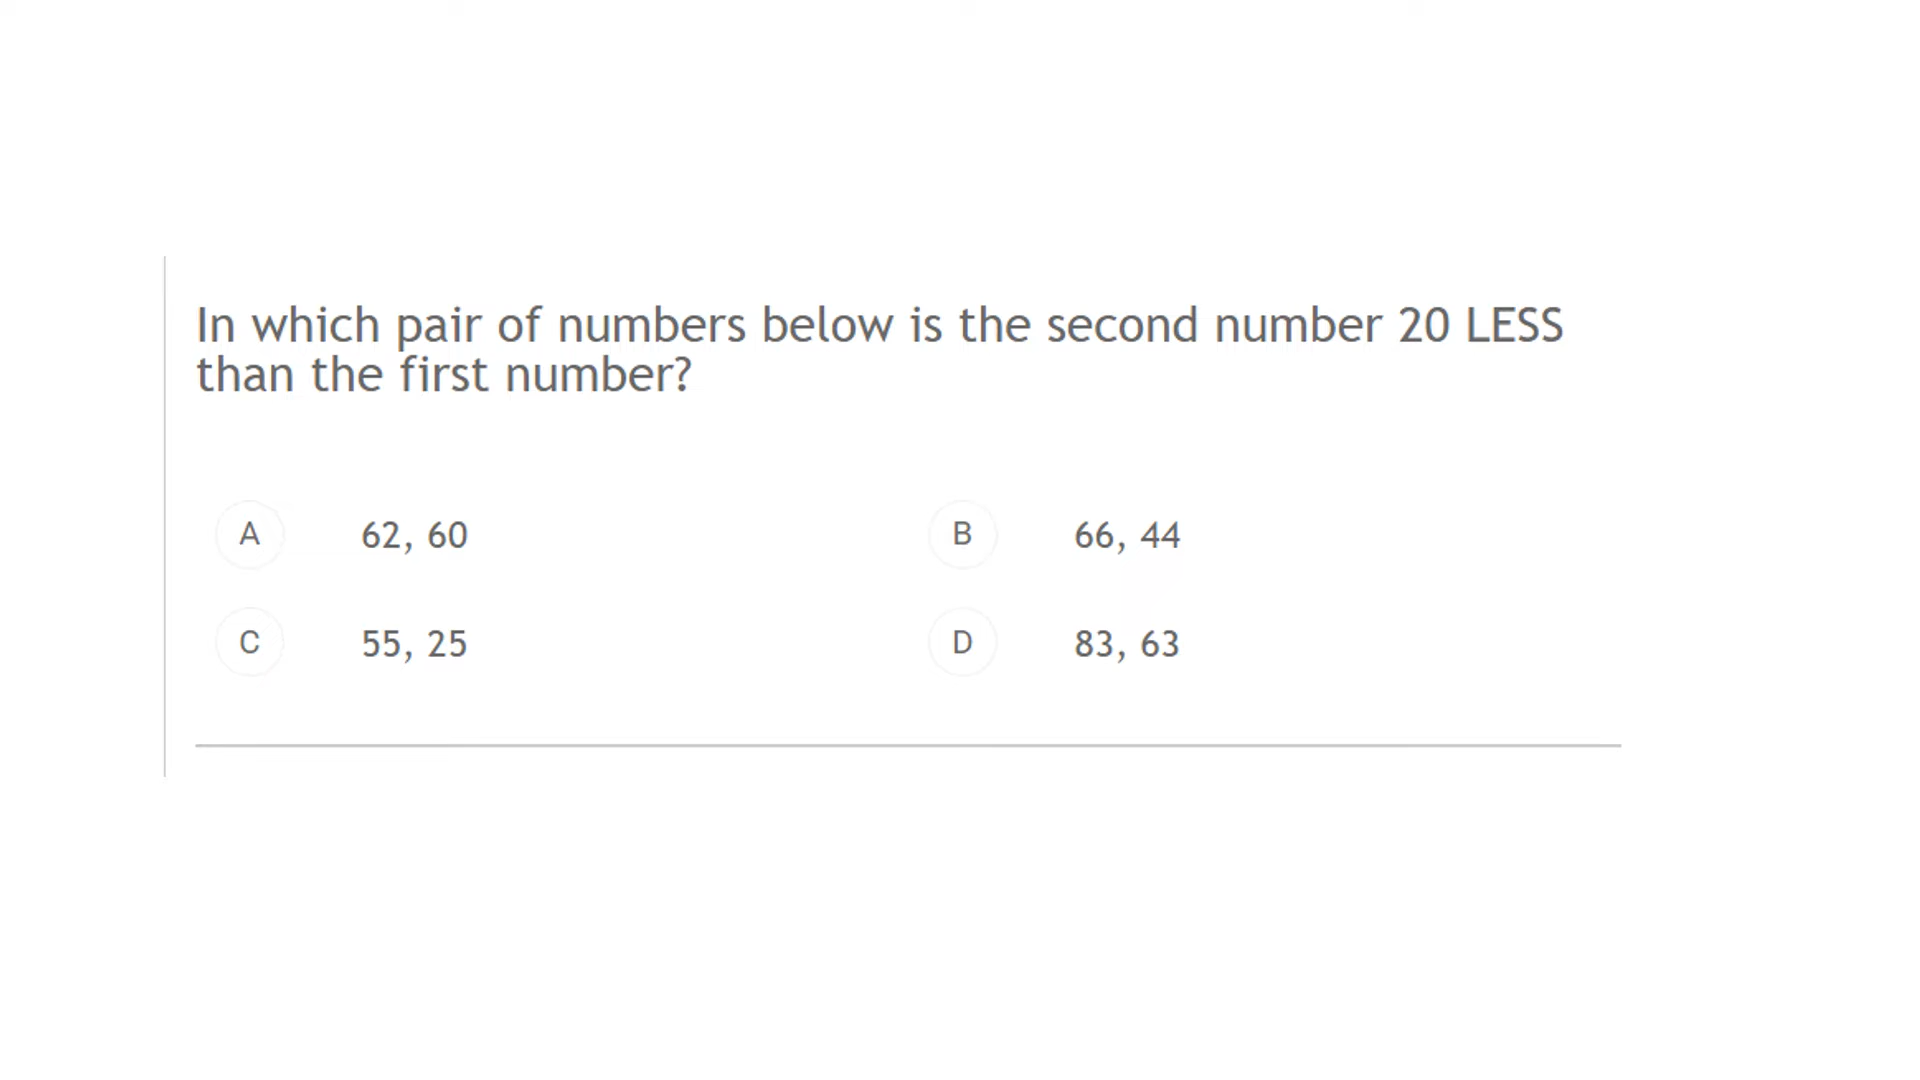 In which pair of numbers below is the second number 20 LESS
than the first number?
A 62, 60
B 66, 44
C 55, 25
D 83, 63